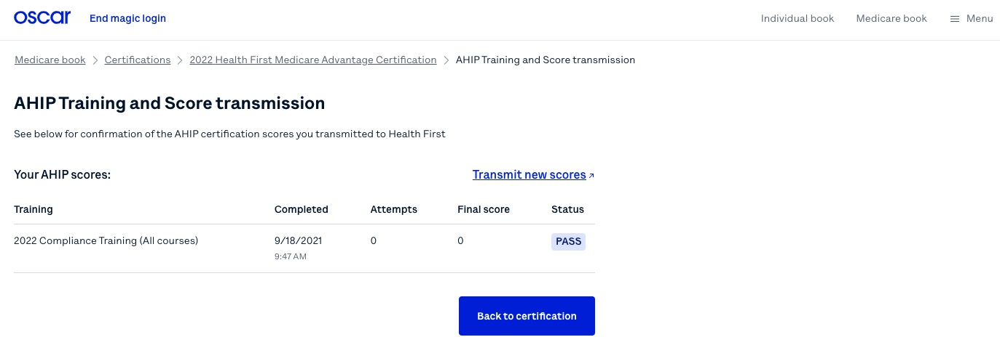 oscar End magic login Individual book Medicare book Menu
Medicare book Certifications 2022 Health First Medicare Advantage Certification AHIP Training and Score transmission
AHIP Training and Score transmission
See below for confirmation of the AHIP certification scores you transmitted to Health First
Your AHIP scores: Transmit new scores
Training Completed Attempts Final score Status
2022 Compliance Training (All courses) 9/18/2021 0 0 PASS
9:47 AM
Back to certification